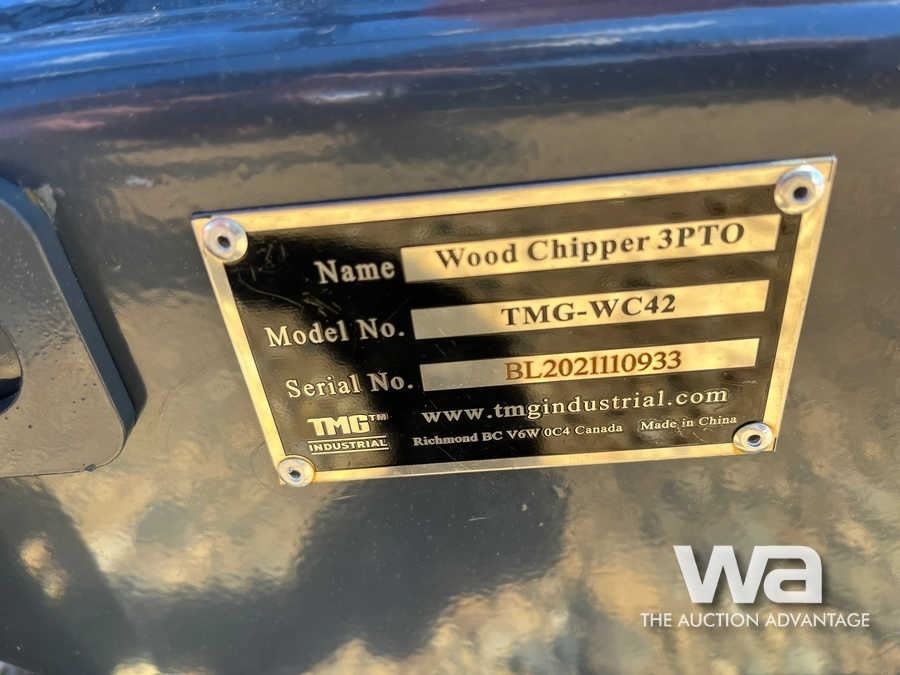 Name Wood Chipper 3PTO
Model No. TMG-WC42
Serial No. BL2021110933
TMG™ www.tmgindustrial.com
INDUSTRIAL Richmond BC V6W 0C4 Canada Made in China
wa
THE AUCTION ADVANTAGE